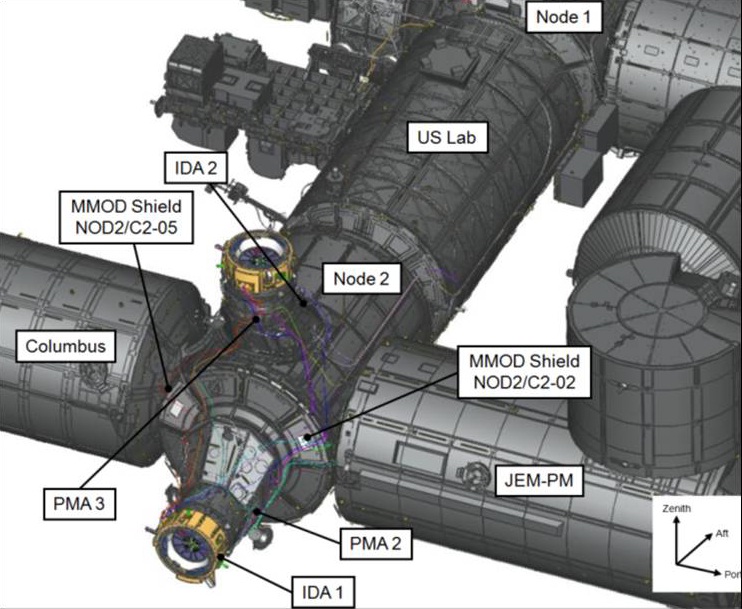 Node 1
US Lab
IDA 2
MMOD Shield
NOD2/C2-05
Node 2
Columbus
MMOD Shield
NOD2/C2-02
JEM-PM
PMA 3
Zenith
Aft
PMA 2
IDA 1